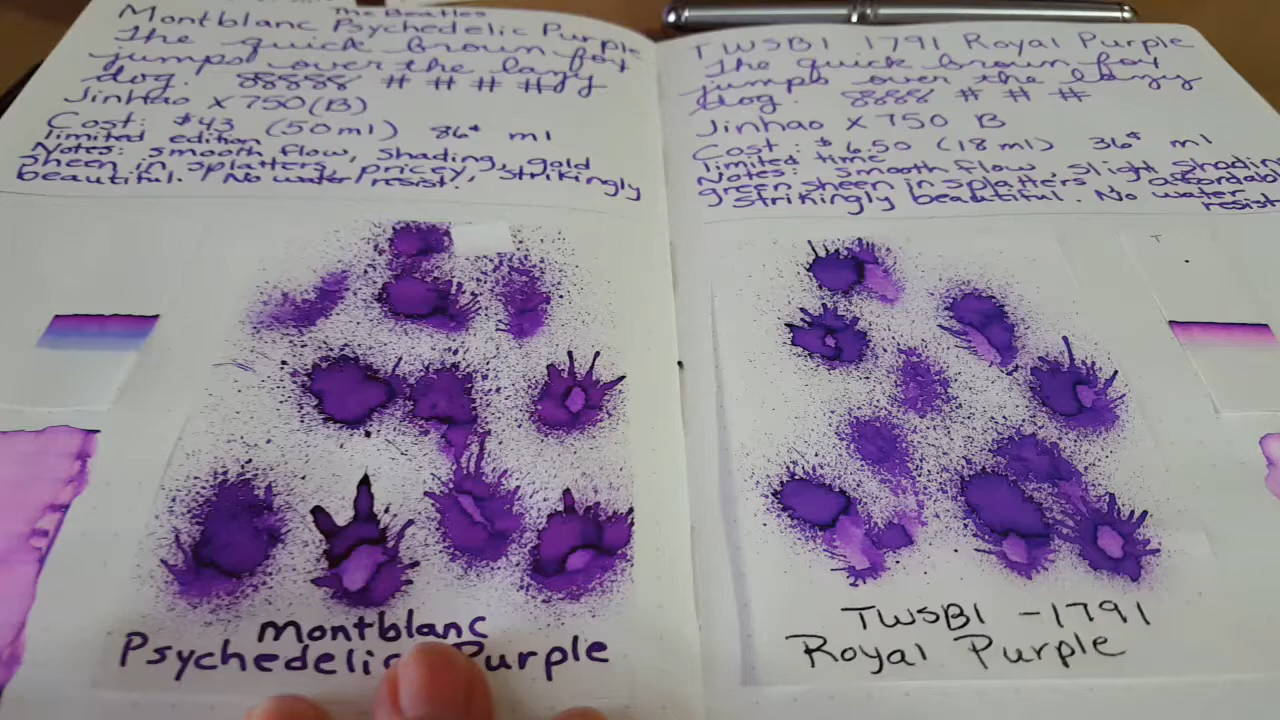 The Beatles
Montblanc Psychedelic Purple
The quick brown fox
jumps over the lazy
dog. 88888 # # # #
Jinhao X750 (B)
Cost: $43 (50ml) 86¢ ml
limited edition
Notes: smooth flow, shading, gold
sheen in splatters, pricey, strikingly
beautiful. No water resist.
Montblanc
Psychedelic Purple
TWSBI 1791 Royal Purple
The quick brown fox
jumps over the lazy
dog. 8888 # # #
Jinhao X750 B
Cost: $6.50 (18ml) 36¢ ml
limited time
Notes: smooth flow, slight shading
green sheen in splatters, affordabl
strikingly beautiful. No water
resist
TWSBI -1791
Royal Purple